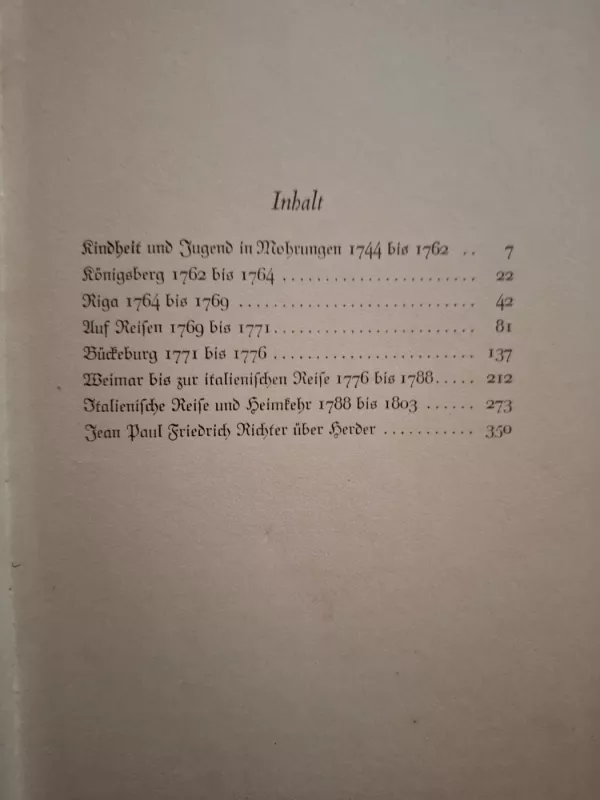 Inhalt
Kindheit und Jugend in Mohrungen 1744 bis 1762 .. 7
Königsberg 1762 bis 1764 ........................ 22
Riga 1764 bis 1769 .............................. 42
Auf Reisen 1769 bis 1771 ......................... 81
Bückeburg 1771 bis 1776 ......................... 137
Weimar bis zur italienischen Reise 1776 bis 1788..... 212
Italienische Reise und Heimkehr 1788 bis 1803 ...... 273
Jean Paul Friedrich Richter über Herder ........... 350